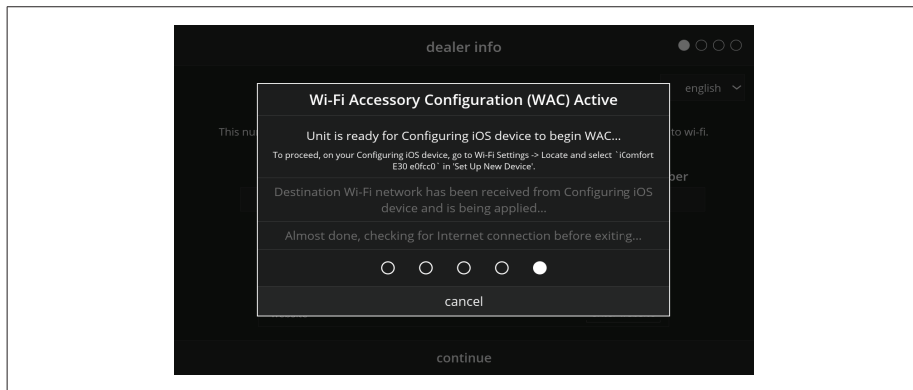 dealer info
english
Wi-Fi Accessory Configuration (WAC) Active
This nu
Unit is ready for Configuring iOS device to begin WAC...
to wi-fi.
To proceed, on your Configuring iOS device, go to Wi-Fi Settings -> Locate and select `iComfort
E30 e0fcc0` in 'Set Up New Device'.
ber
Destination Wi-Fi network has been received from Configuring iOS
device and is being applied...
Almost done, checking for Internet connection before exiting...
cancel
continue